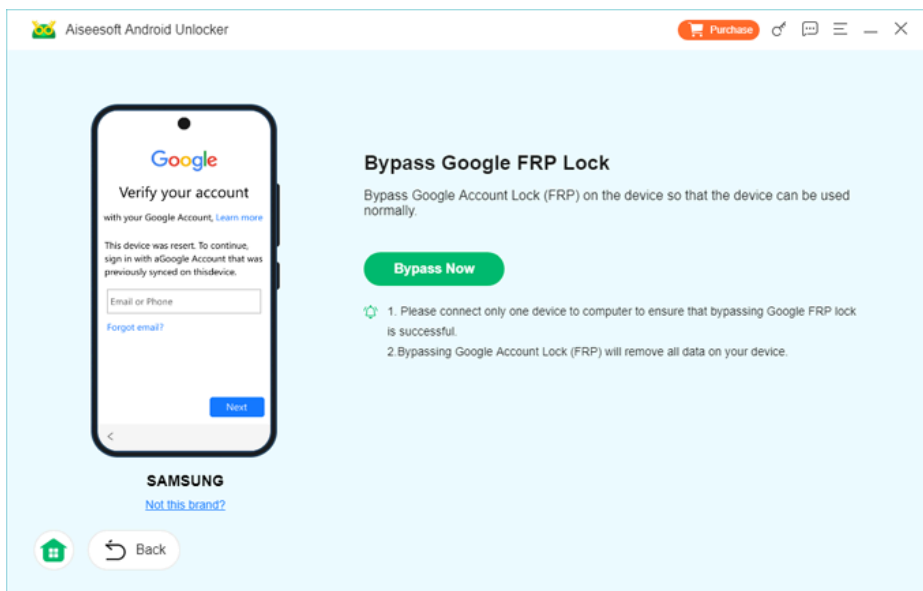 Aiseesoft Android Unlocker
Purchase
Google
Verify your account
with your Google Account, Learn more
This device was resert. To continue,
sign in with aGoogle Account that was
previously synced on thisdevice.
Email or Phone
Forgot email?
Next
SAMSUNG
Not this brand?
Bypass Google FRP Lock
Bypass Google Account Lock (FRP) on the device so that the device can be used
normally.
Bypass Now
1. Please connect only one device to computer to ensure that bypassing Google FRP lock
is successful.
2.Bypassing Google Account Lock (FRP) will remove all data on your device.
Back